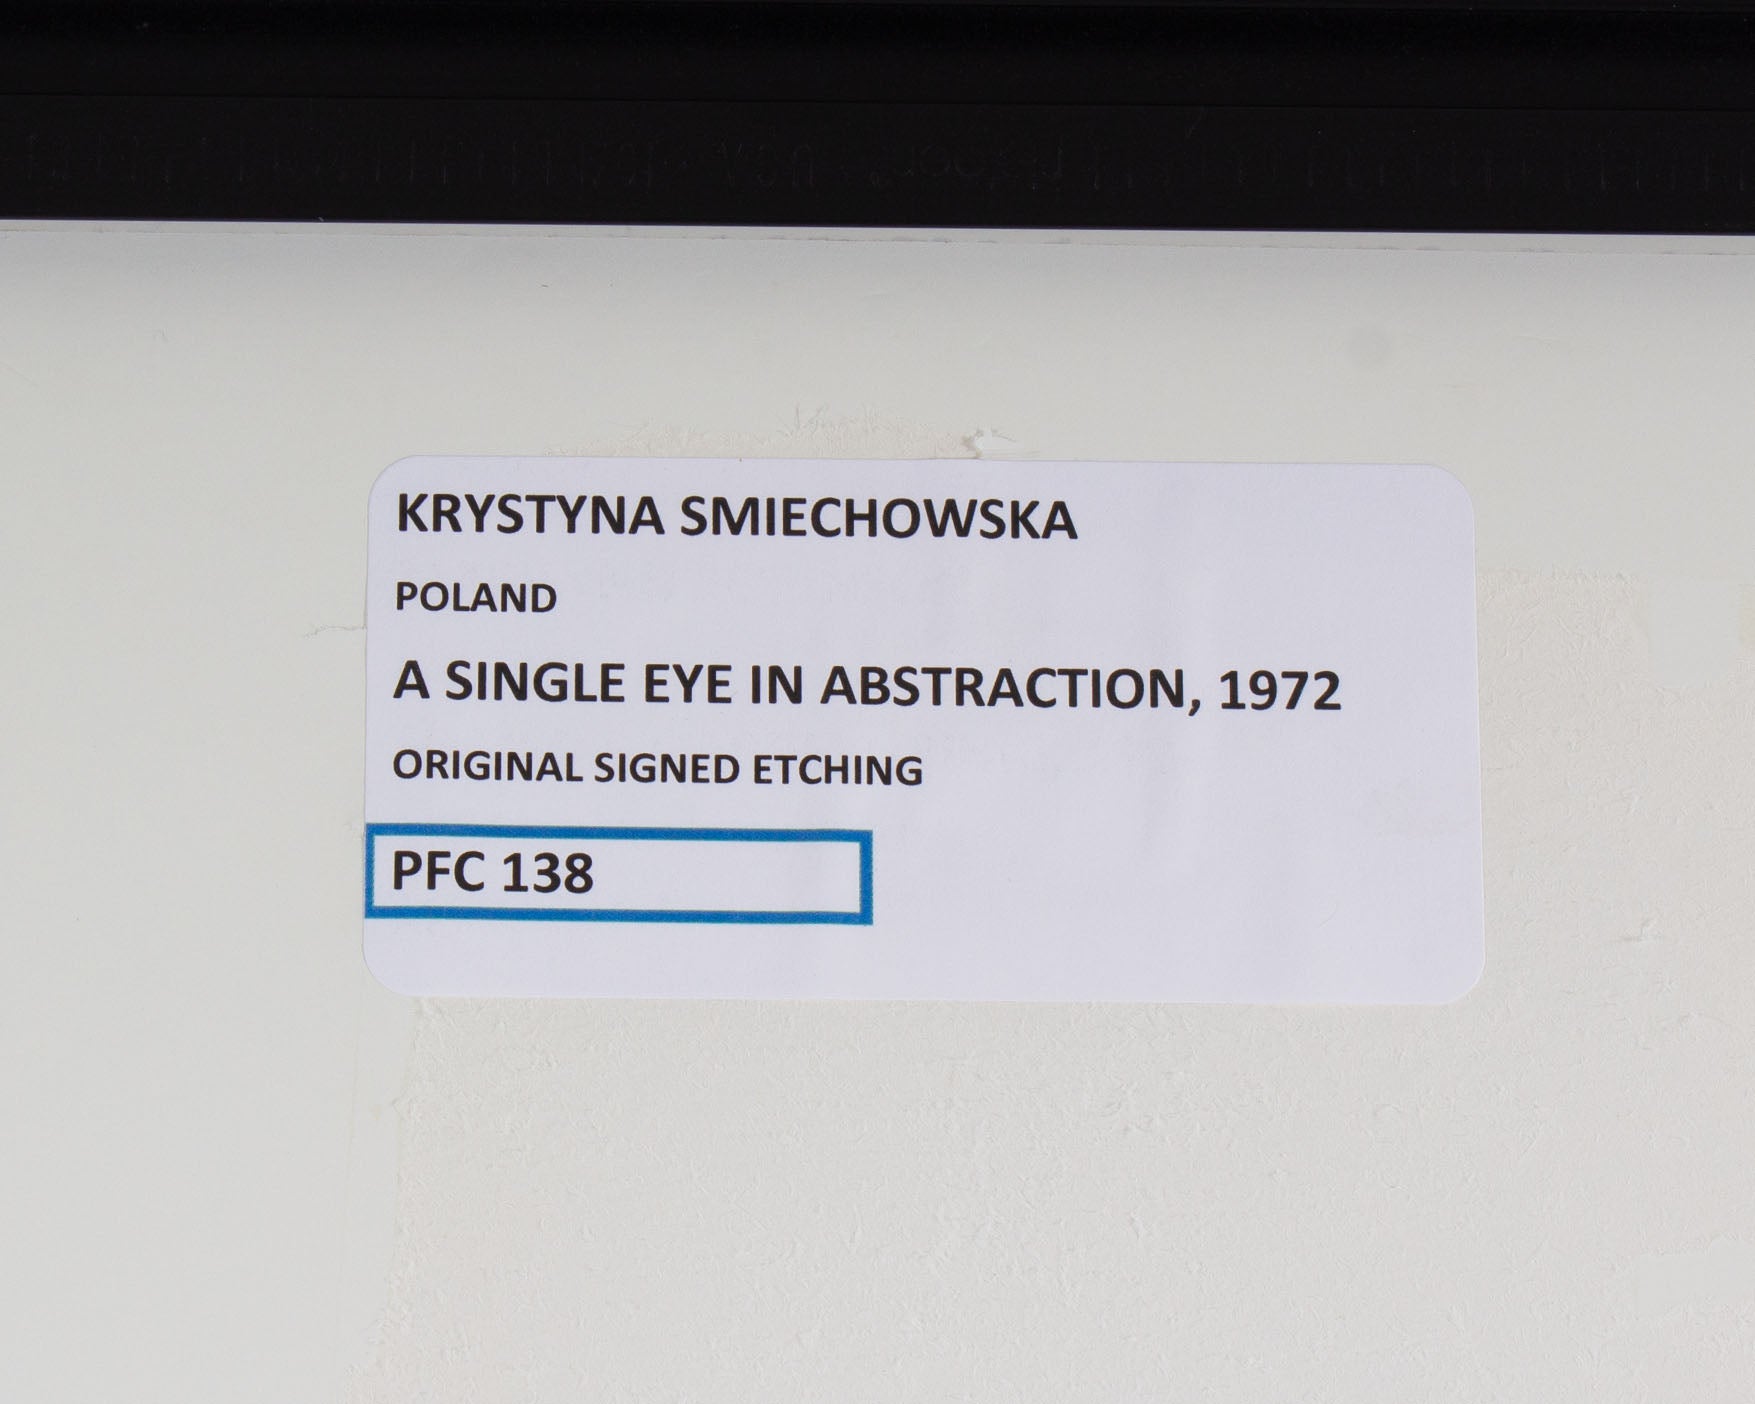 KRYSTYNA SMIECHOWSKA
POLAND
A SINGLE EYE IN ABSTRACTION, 1972
ORIGINAL SIGNED ETCHING
PFC 138